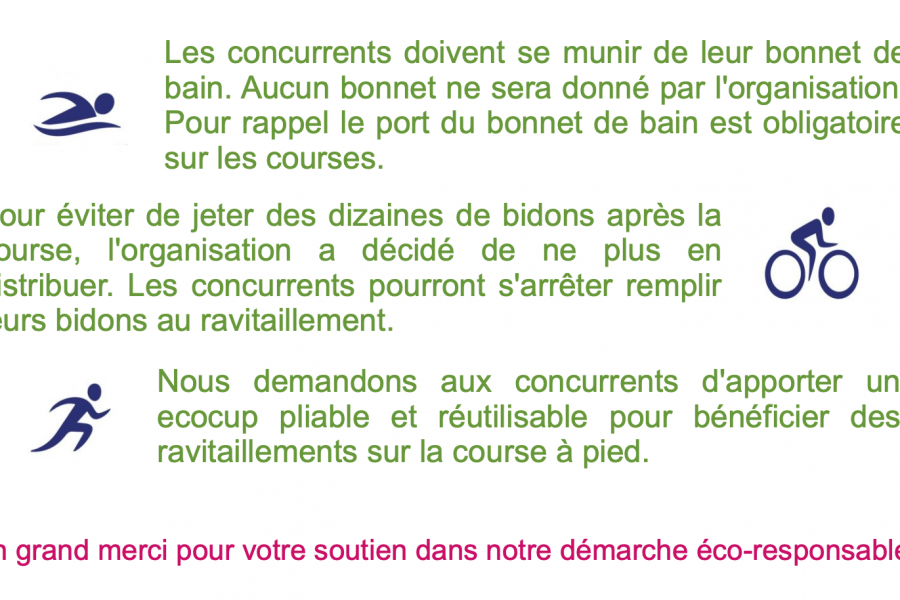 Les concurrents doivent se munir de leur bonnet de
bain. Aucun bonnet ne sera donné par l'organisation
Pour rappel le port du bonnet de bain est obligatoire
sur les courses.
our éviter de jeter des dizaines de bidons après la
ourse, l'organisation a décidé de ne plus en
istribuer. Les concurrents pourront s'arrêter remplir
eurs bidons au ravitaillement.
Nous demandons aux concurrents d'apporter un
ecocup pliable et réutilisable pour bénéficier des
ravitaillements sur la course à pied.
n grand merci pour votre soutien dans notre démarche éco-responsable